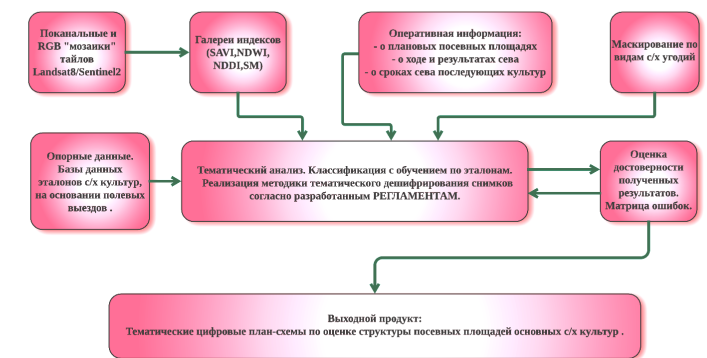 Поканальные и
RGB "мозаики"
тайлов
Landsat8/Sentinel2
Галереи индексов
(SAVI,NDWI,
NDDI,SM)
Оперативная информация:
- о плановых посевных площадях
- о ходе и результатах сева
- о сроках сева последующих культур
Маскирование по
видам с/х угодий
Опорные данные.
Базы данных
эталонов с/х культур,
на основании полевых
выездов .
Тематический анализ. Классификация с обучением по эталонам.
Реализация методики тематического дешифрирования снимков
согласно разработанным РЕГЛАМЕНТАМ.
Оценка
достоверности
полученных
результатов.
Матрица ошибок.
Выходной продукт:
Тематические цифровые план-схемы по оценке структуры посевных площадей основных с/х культур .